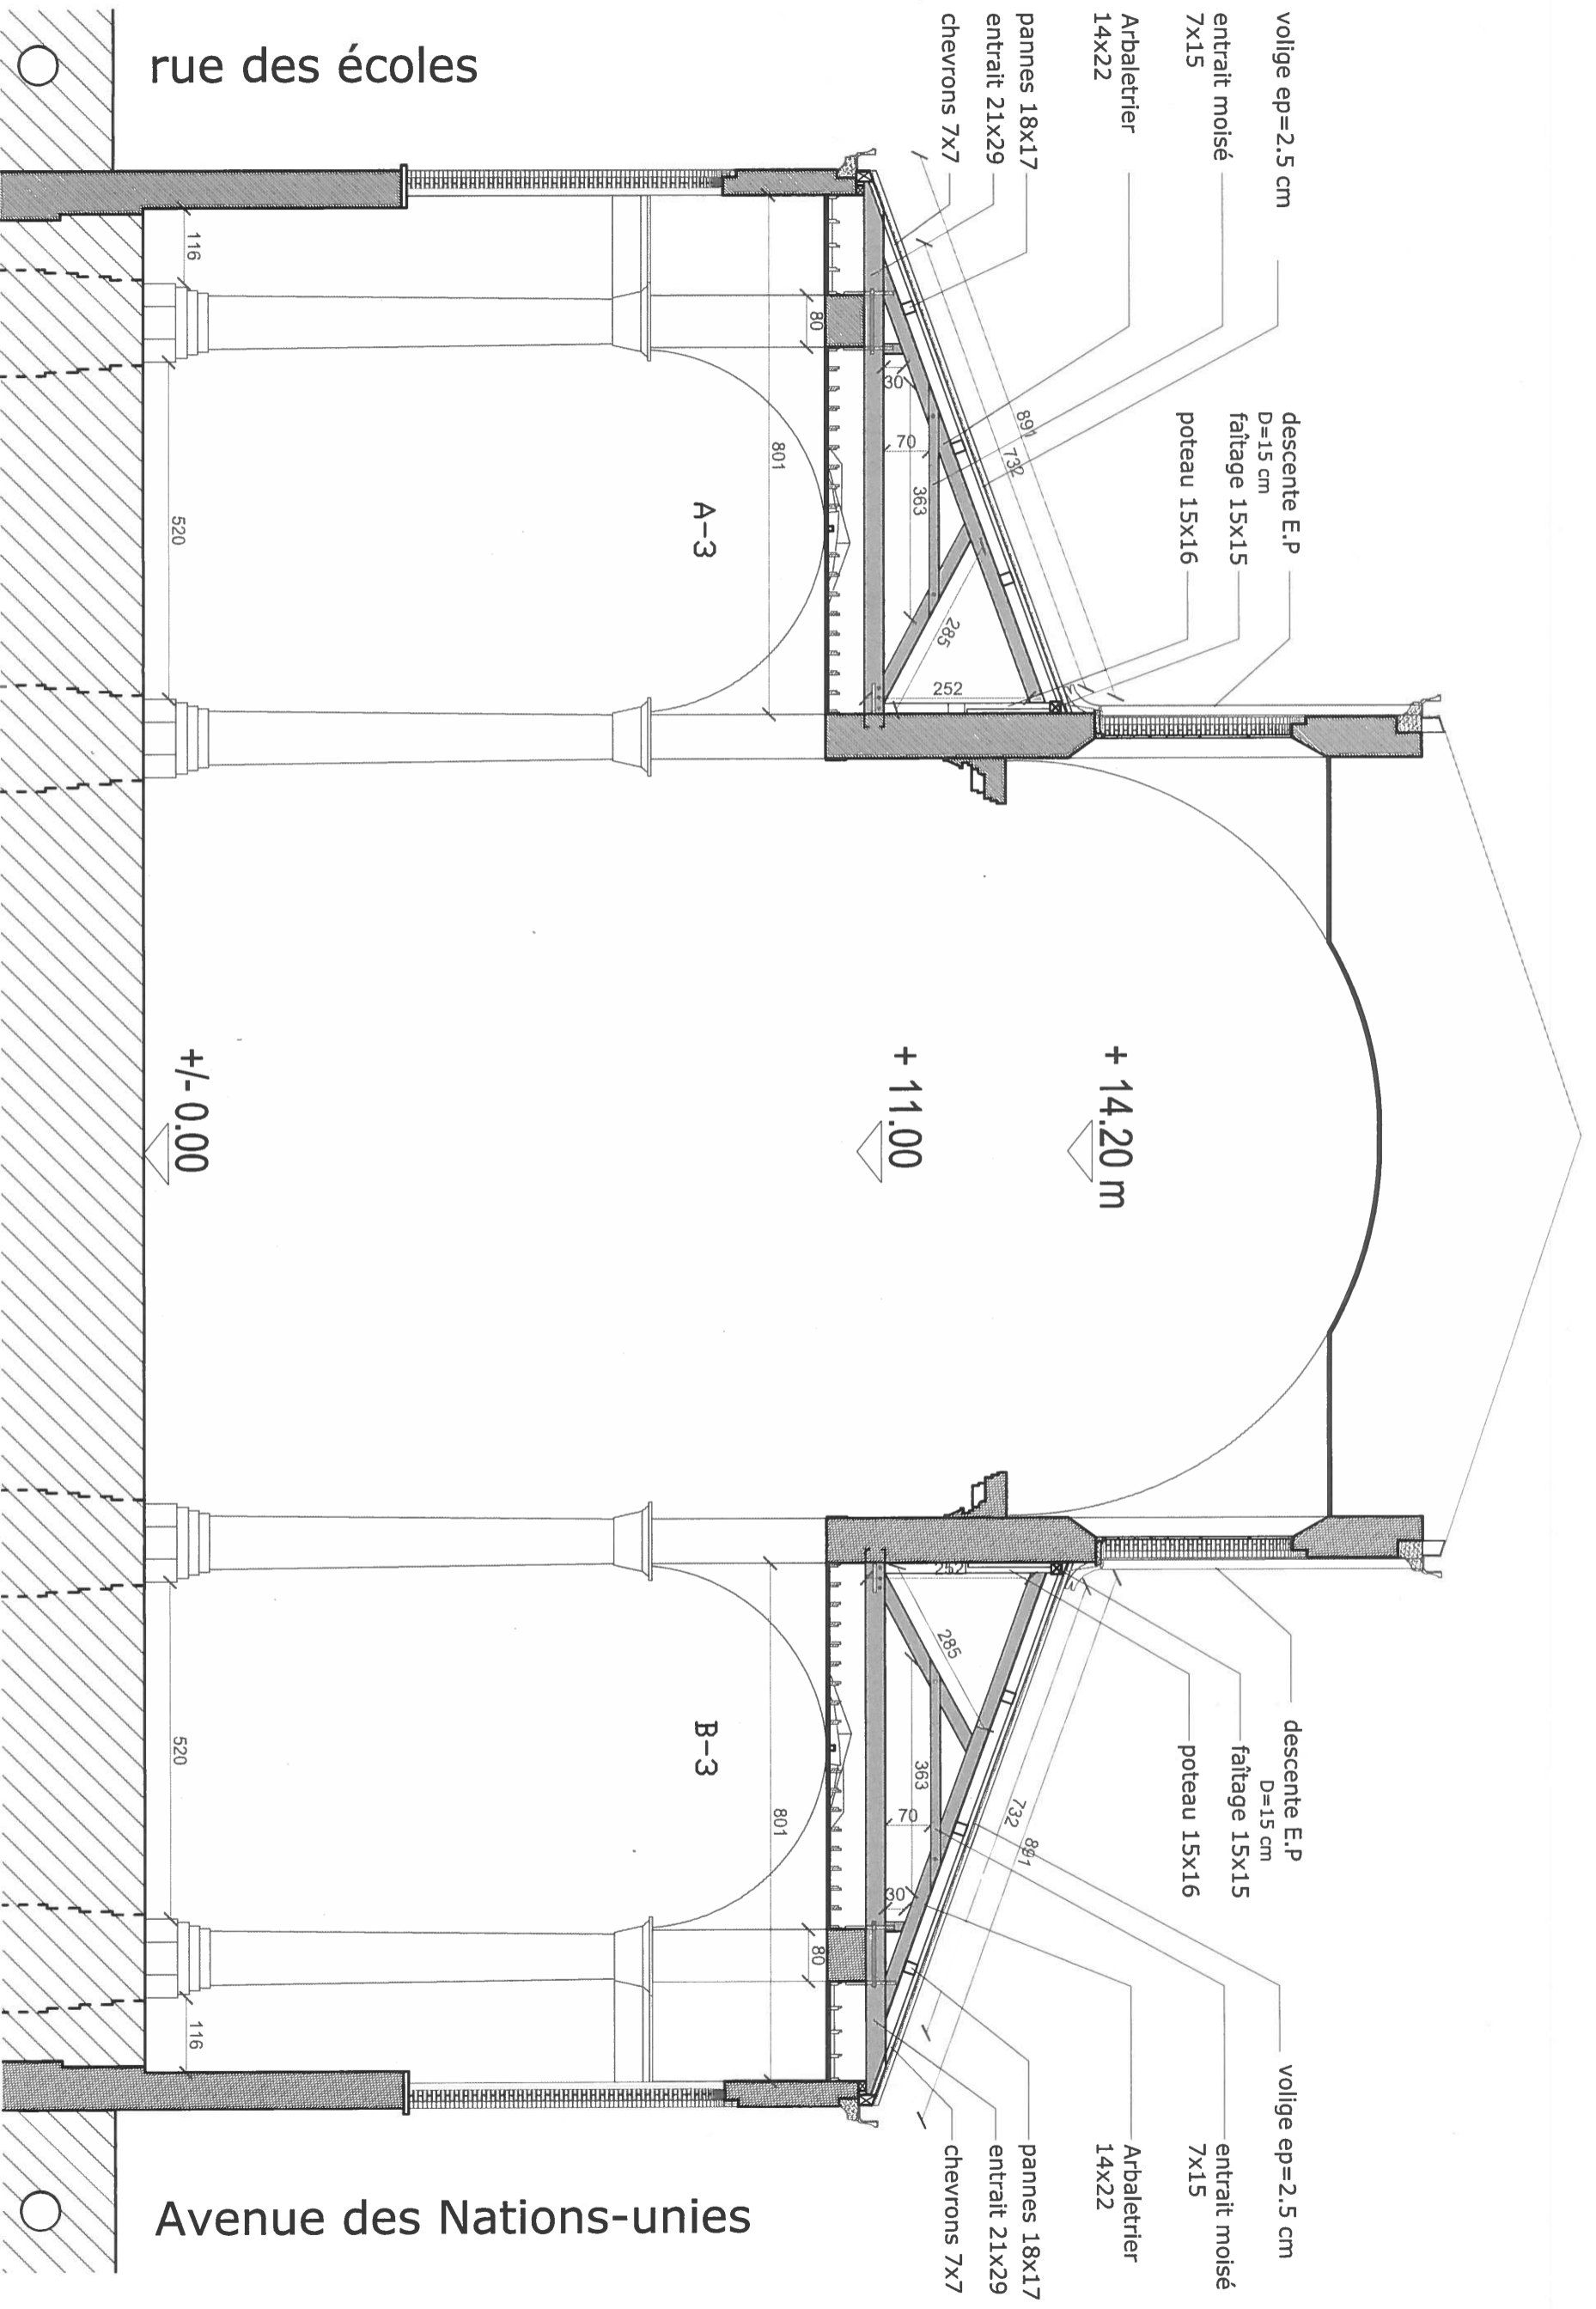 volige ep=2.5 cm
entrait moisé
7x15
Arbaletrier
14x22
pannes 18x17
entrait 21x29
chevrons 7x7
descente E.P
D=15 cm
faîtage 15x15
poteau 15x16
891
732
30
70
363
285
252
80
801
A-3
116
520
rue des écoles
+ 14.20 m
+ 11.00
+/- 0.00
descente E.P
D=15 cm
faîtage 15x15
poteau 15x16
volige ep=2.5 cm
entrait moisé
7x15
Arbaletrier
14x22
pannes 18x17
entrait 21x29
chevrons 7x7
252
285
732
891
363
70
30
801
80
B-3
520
116
Avenue des Nations-unies